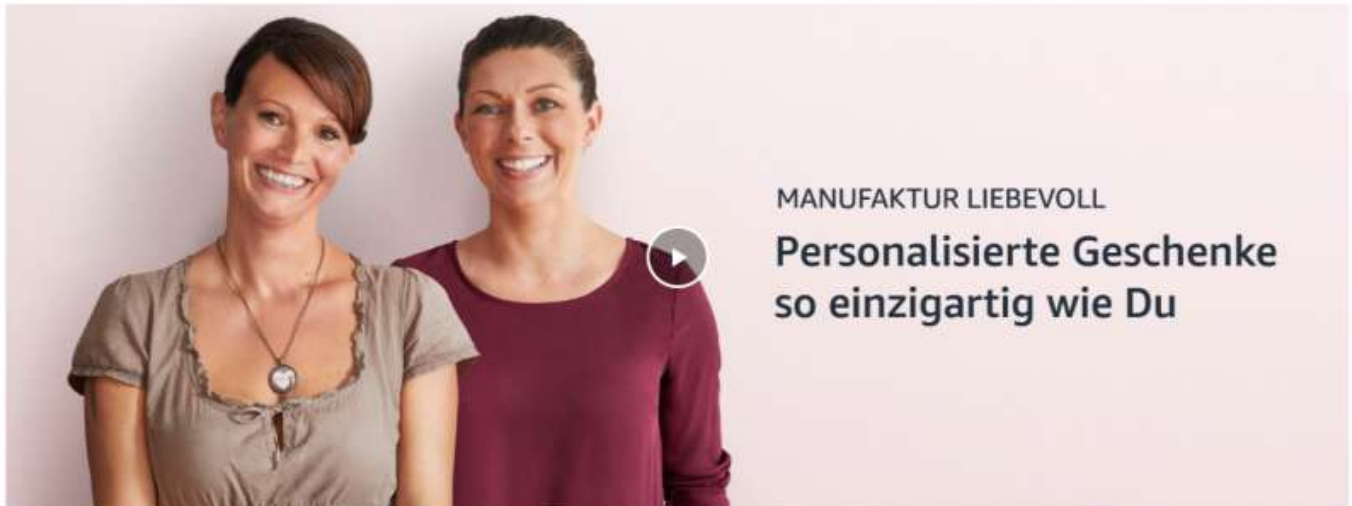 MANUFAKTUR LIEBEVOLL
Personalisierte Geschenke
so einzigartig wie Du